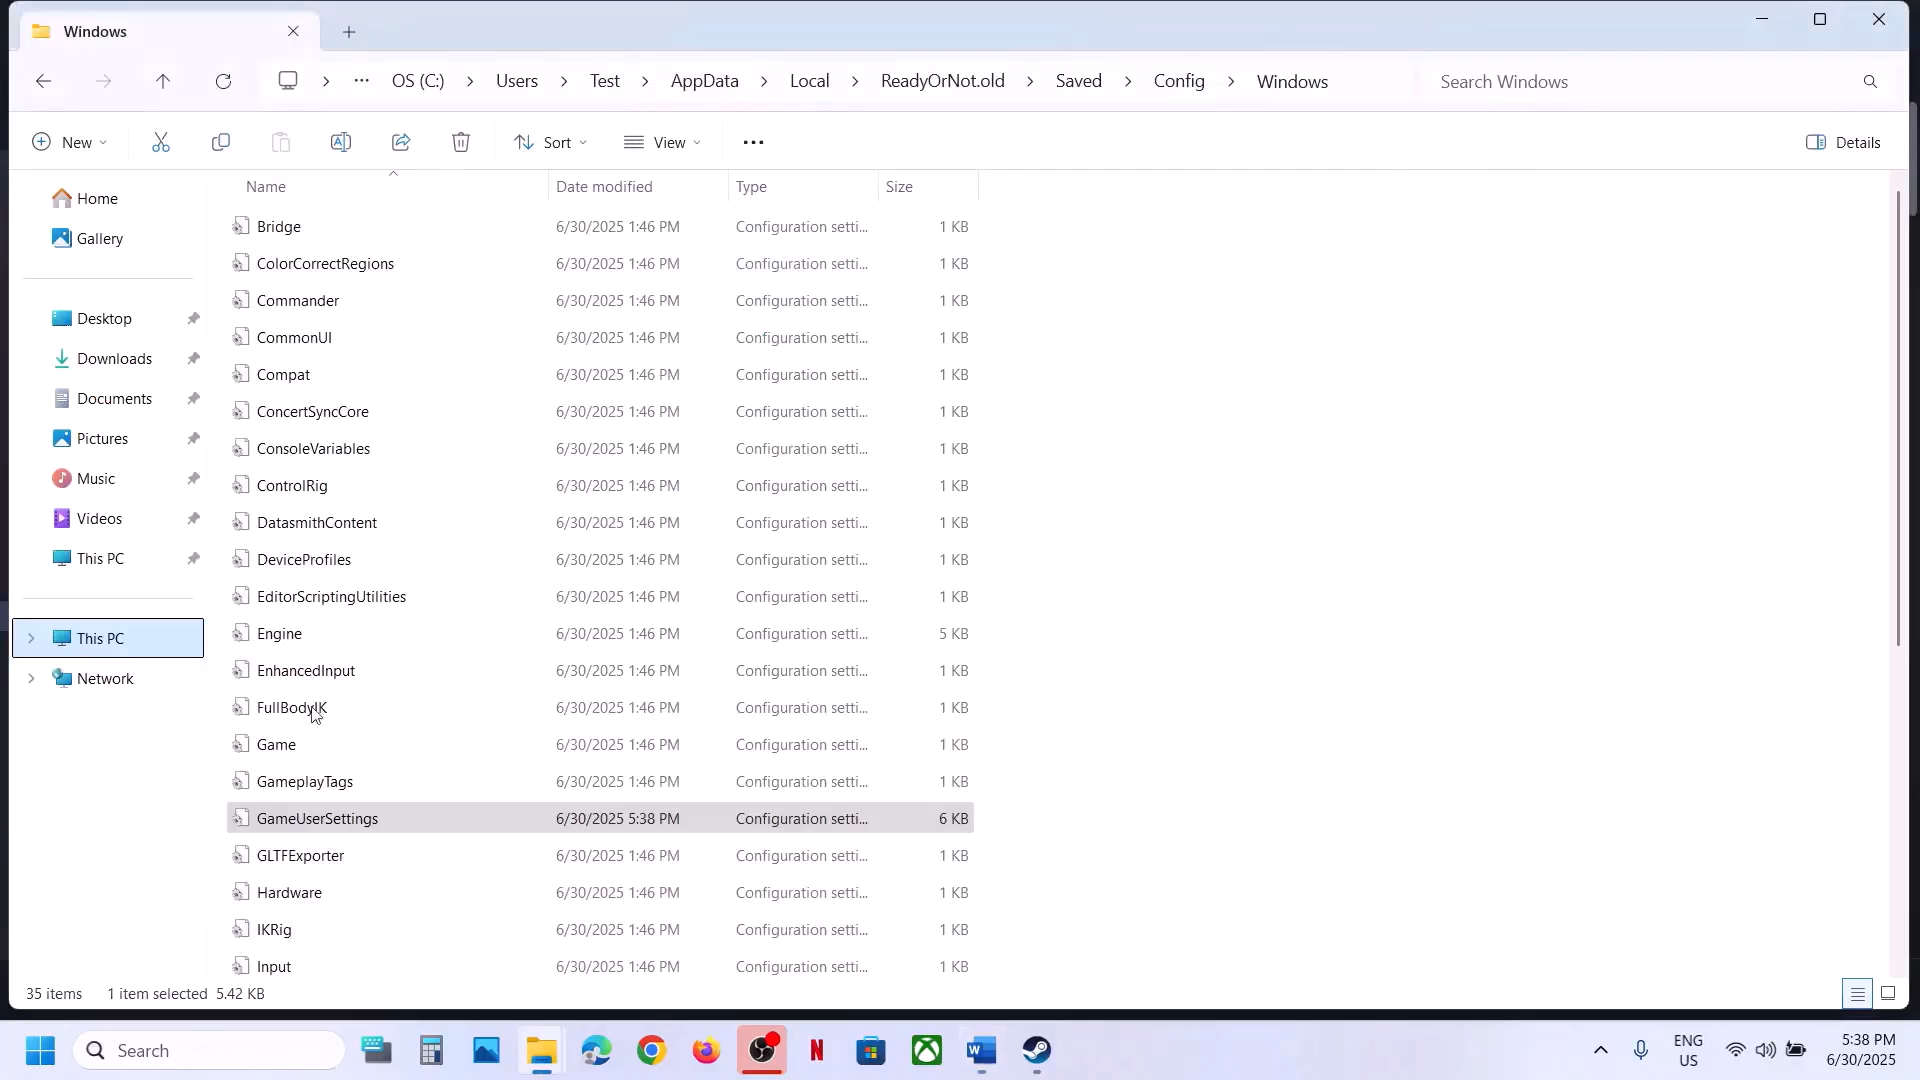 Windows
OS (C:) Users Test AppData Local ReadyOrNot.old Saved Config Windows
Search Windows
New Sort View Details
Name Date modified Type Size
Home
Gallery
Desktop
Downloads
Documents
Pictures
Music
Videos
This PC
This PC
Network
Bridge 6/30/2025 1:46 PM Configuration setti... 1 KB
ColorCorrectRegions 6/30/2025 1:46 PM Configuration setti... 1 KB
Commander 6/30/2025 1:46 PM Configuration setti... 1 KB
CommonUI 6/30/2025 1:46 PM Configuration setti... 1 KB
Compat 6/30/2025 1:46 PM Configuration setti... 1 KB
ConcertSyncCore 6/30/2025 1:46 PM Configuration setti... 1 KB
ConsoleVariables 6/30/2025 1:46 PM Configuration setti... 1 KB
ControlRig 6/30/2025 1:46 PM Configuration setti... 1 KB
DatasmithContent 6/30/2025 1:46 PM Configuration setti... 1 KB
DeviceProfiles 6/30/2025 1:46 PM Configuration setti... 1 KB
EditorScriptingUtilities 6/30/2025 1:46 PM Configuration setti... 1 KB
Engine 6/30/2025 1:46 PM Configuration setti... 5 KB
EnhancedInput 6/30/2025 1:46 PM Configuration setti... 1 KB
FullBodyIK 6/30/2025 1:46 PM Configuration setti... 1 KB
Game 6/30/2025 1:46 PM Configuration setti... 1 KB
GameplayTags 6/30/2025 1:46 PM Configuration setti... 1 KB
GameUserSettings 6/30/2025 5:38 PM Configuration setti... 6 KB
GLTFExporter 6/30/2025 1:46 PM Configuration setti... 1 KB
Hardware 6/30/2025 1:46 PM Configuration setti... 1 KB
IKRig 6/30/2025 1:46 PM Configuration setti... 1 KB
Input 6/30/2025 1:46 PM Configuration setti... 1 KB
35 items 1 item selected 5.42 KB
Search
ENG
US
5:38 PM
6/30/2025